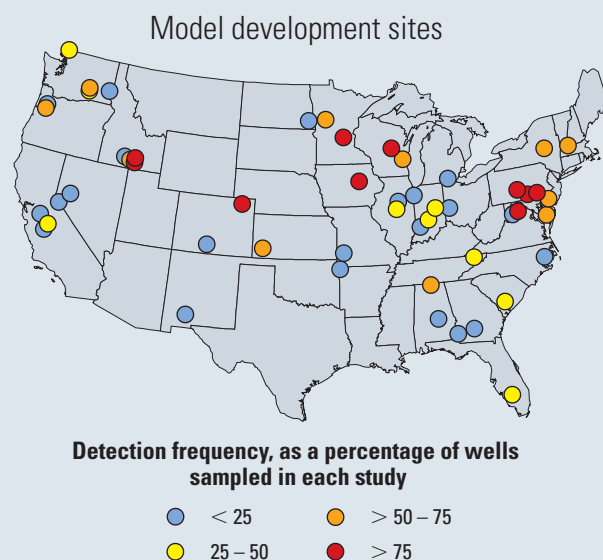 Model development sites
Detection frequency, as a percentage of wells
sampled in each study
< 25
> 50 – 75
25 – 50
> 75